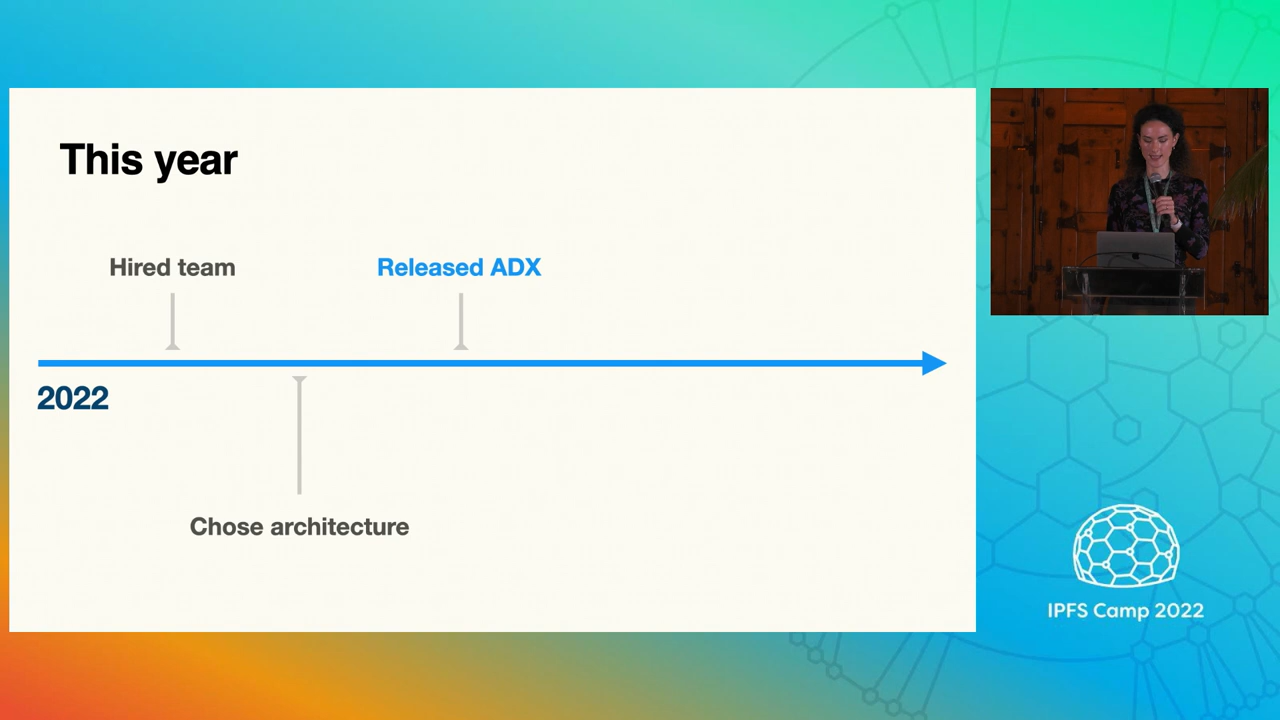 This year
Hired team
Released ADX
2022
Chose architecture
IPFS Camp 2022